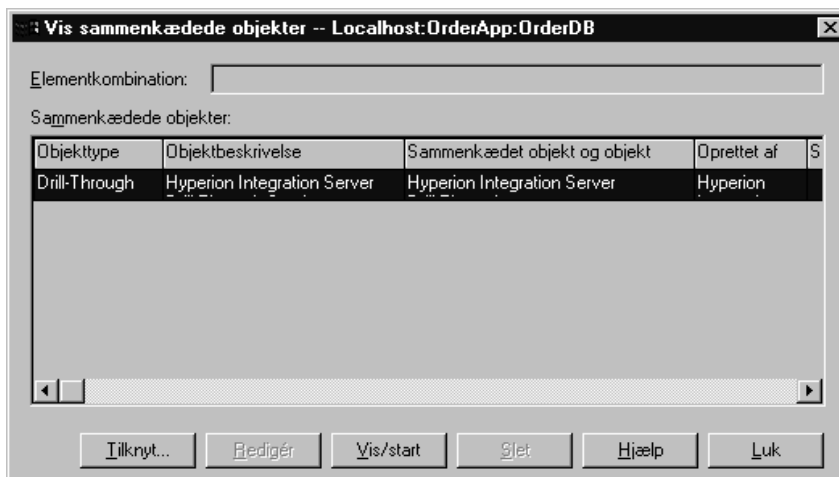 Vis sammenkædede objekter -- Localhost:OrderApp:OrderDB
Elementkombination:
Sammenkædede objekter:
Objekttype Objektbeskrivelse Sammenkædet objekt og objekt Oprettet af S
Drill-Through Hyperion Integration Server Hyperion Integration Server Hyperion
Tilknyt... Redigér Vis/start Slet Hjælp Luk